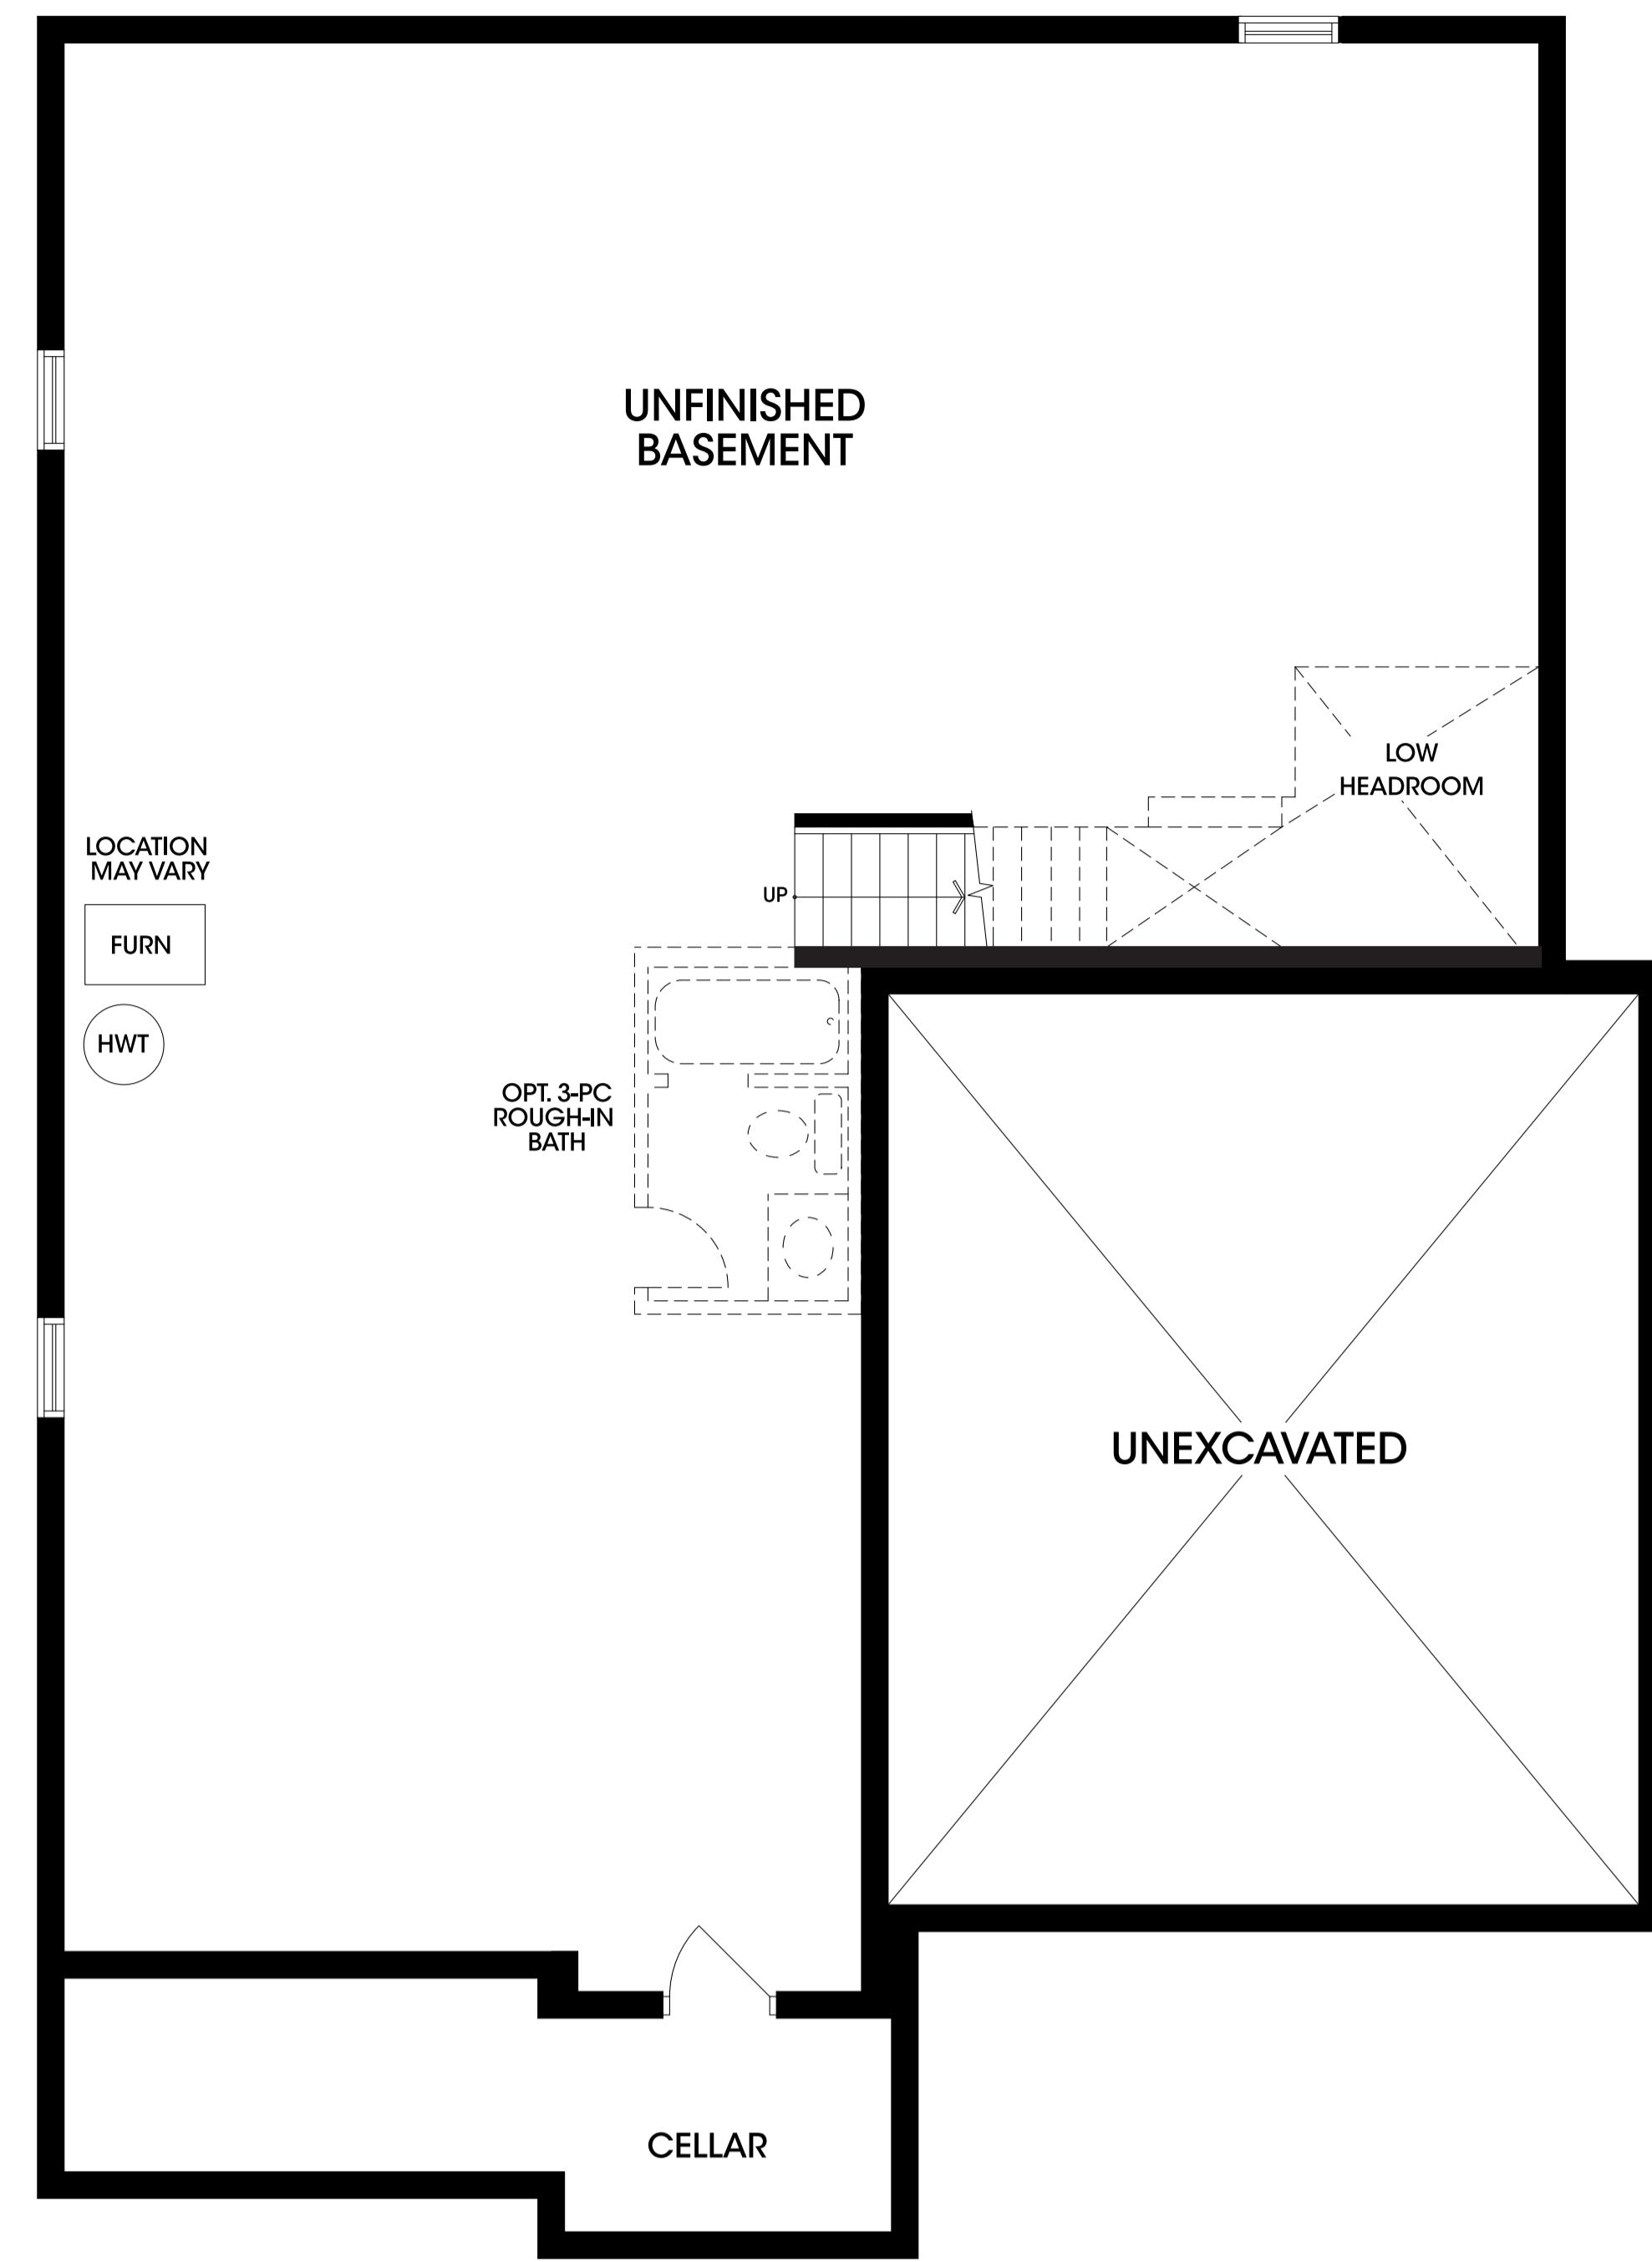 UNFINISHED
BASEMENT
LOW
HEADROOM
LOCATION
MAY VARY
UP
FURN
HWT
OPT. 3-PC
ROUGH-IN
BATH
UNEXCAVATED
CELLAR